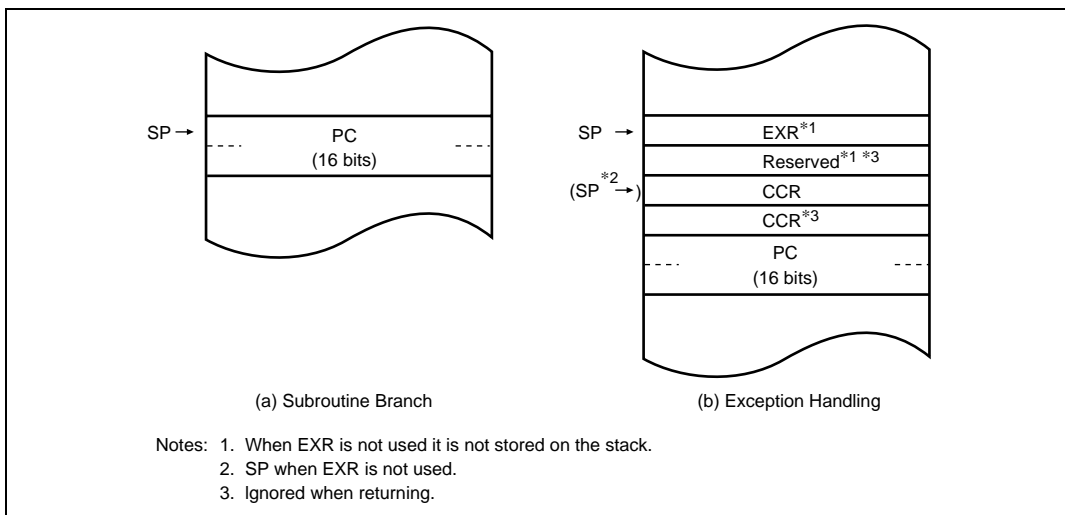 SP →
PC
(16 bits)
(a) Subroutine Branch
SP →
EXR*1
Reserved*1 *3
(SP*2 →)
CCR
CCR*3
PC
(16 bits)
(b) Exception Handling
Notes: 1. When EXR is not used it is not stored on the stack.
2. SP when EXR is not used.
3. Ignored when returning.